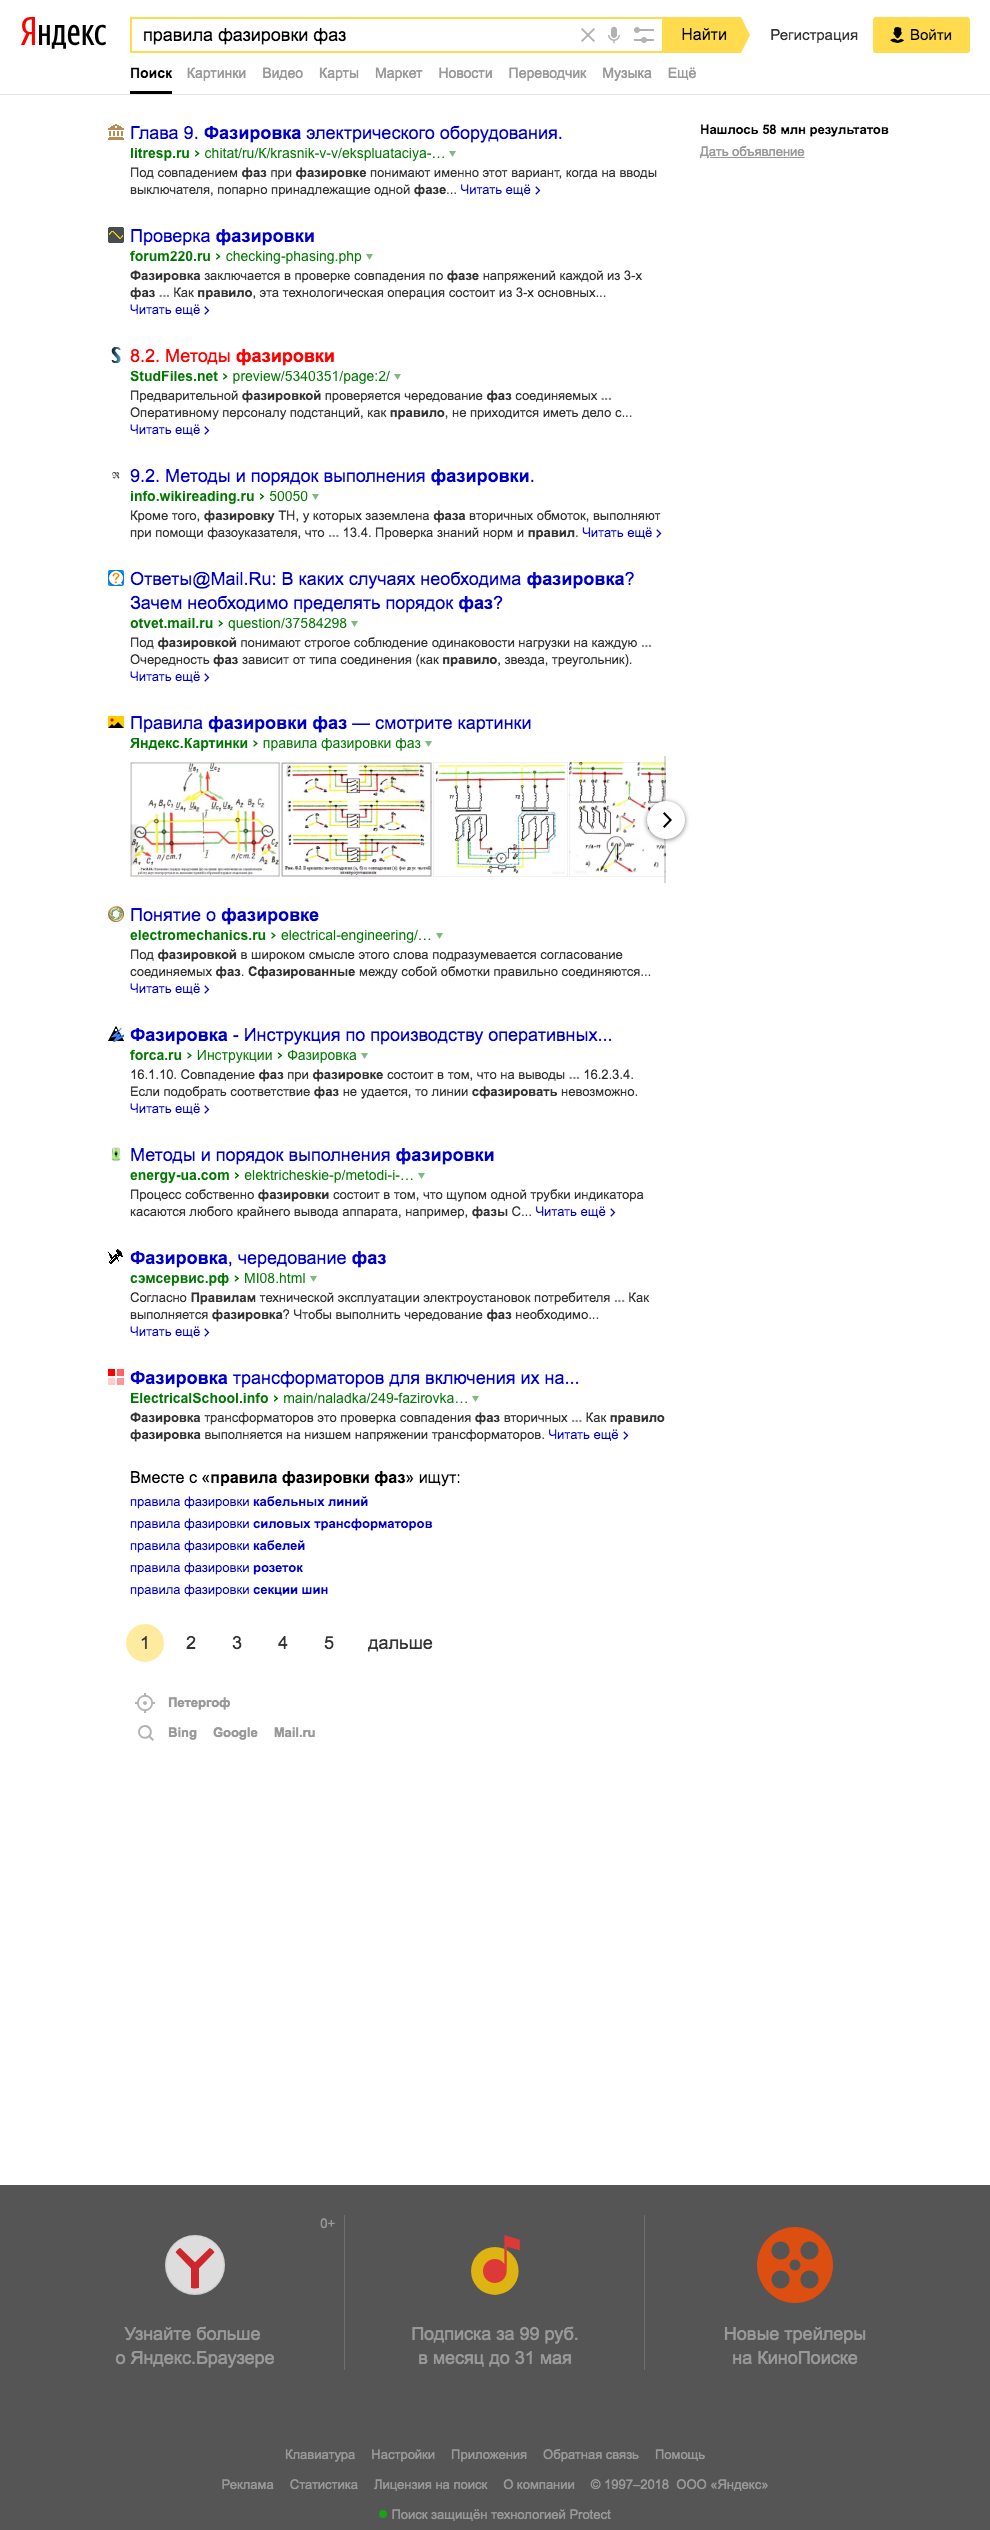 Яндекс
правила фазировки фаз
Найти
Регистрация
Войти
Поиск Картинки Видео Карты Маркет Новости Переводчик Музыка Ещё
Нашлось 58 млн результатов
Дать объявление
Глава 9. Фазировка электрического оборудования.
litresp.ru › chitat/ru/К/krasnik-v-v/ekspluataciya-…
Под совпадением фаз при фазировке понимают именно этот вариант, когда на вводы
выключателя, попарно принадлежащие одной фазе... Читать ещё ›
Проверка фазировки
forum220.ru › checking-phasing.php
Фазировка заключается в проверке совпадения по фазе напряжений каждой из 3-х
фаз ... Как правило, эта технологическая операция состоит из 3-х основных...
Читать ещё ›
8.2. Методы фазировки
StudFiles.net › preview/5340351/page:2/
Предварительной фазировкой проверяется чередование фаз соединяемых ...
Оперативному персоналу подстанций, как правило, не приходится иметь дело с...
Читать ещё ›
9.2. Методы и порядок выполнения фазировки.
info.wikireading.ru › 50050
Кроме того, фазировку ТН, у которых заземлена фаза вторичных обмоток, выполняют
при помощи фазоуказателя, что ... 13.4. Проверка знаний норм и правил. Читать ещё ›
Ответы@Mail.Ru: В каких случаях необходима фазировка?
Зачем необходимо пределять порядок фаз?
otvet.mail.ru › question/37584298
Под фазировкой понимают строгое соблюдение одинаковости нагрузки на каждую ...
Очередность фаз зависит от типа соединения (как правило, звезда, треугольник).
Читать ещё ›
Правила фазировки фаз — смотрите картинки
Яндекс.Картинки › правила фазировки фаз
Понятие о фазировке
electromechanics.ru › electrical-engineering/…
Под фазировкой в широком смысле этого слова подразумевается согласование
соединяемых фаз. Сфазированные между собой обмотки правильно соединяются...
Читать ещё ›
Фазировка - Инструкция по производству оперативных...
forca.ru › Инструкции › Фазировка
16.1.10. Совпадение фаз при фазировке состоит в том, что на выводы ... 16.2.3.4.
Если подобрать соответствие фаз не удается, то линии сфазировать невозможно.
Читать ещё ›
Методы и порядок выполнения фазировки
energy-ua.com › elektricheskie-p/metodi-i-…
Процесс собственно фазировки состоит в том, что щупом одной трубки индикатора
касаются любого крайнего вывода аппарата, например, фазы С... Читать ещё ›
Фазировка, чередование фаз
сэмсервис.рф › MI08.html
Согласно Правилам технической эксплуатации электроустановок потребителя ... Как
выполняется фазировка? Чтобы выполнить чередование фаз необходимо...
Читать ещё ›
Фазировка трансформаторов для включения их на...
ElectricalSchool.info › main/naladka/249-fazirovka…
Фазировка трансформаторов это проверка совпадения фаз вторичных ... Как правило
фазировка выполняется на низшем напряжении трансформаторов. Читать ещё ›
Вместе с «правила фазировки фаз» ищут:
правила фазировки кабельных линий
правила фазировки силовых трансформаторов
правила фазировки кабелей
правила фазировки розеток
правила фазировки секции шин
1 2 3 4 5 дальше
Петергоф
Bing Google Mail.ru
0+
Узнайте больше
о Яндекс.Браузере
Подписка за 99 руб.
в месяц до 31 мая
Новые трейлеры
на КиноПоиске
Клавиатура Настройки Приложения Обратная связь Помощь
Реклама Статистика Лицензия на поиск О компании © 1997–2018 ООО «Яндекс»
Поиск защищён технологией Protect